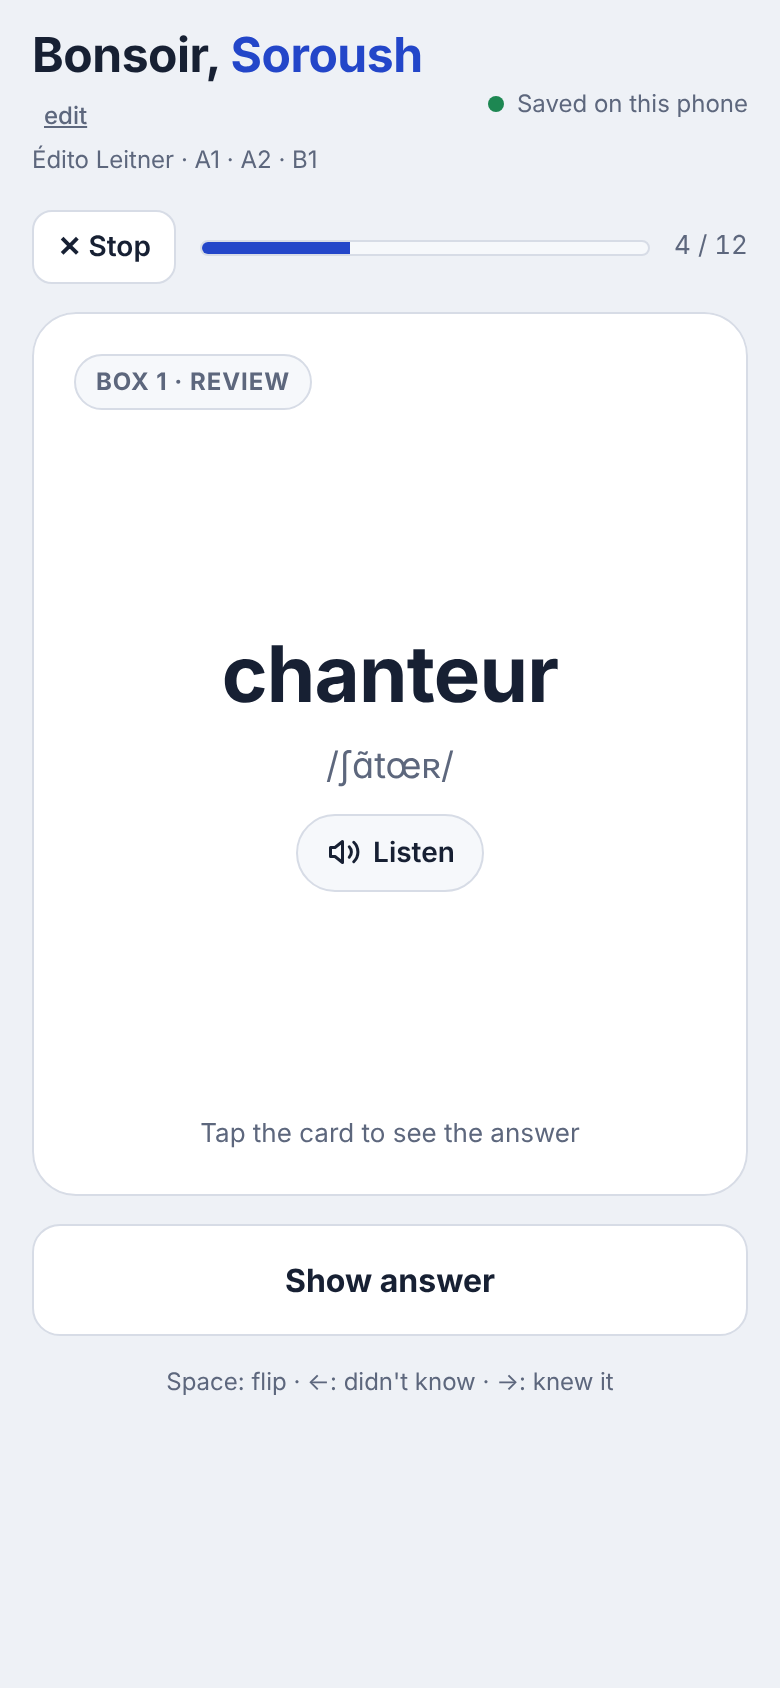 Bonsoir, Soroush
edit
Saved on this phone
Édito Leitner · A1 · A2 · B1
✕ Stop
4 / 12
BOX 1 · REVIEW
chanteur
/ʃɑ̃tœʀ/
Listen
Tap the card to see the answer
Show answer
Space: flip · ←: didn't know · →: knew it